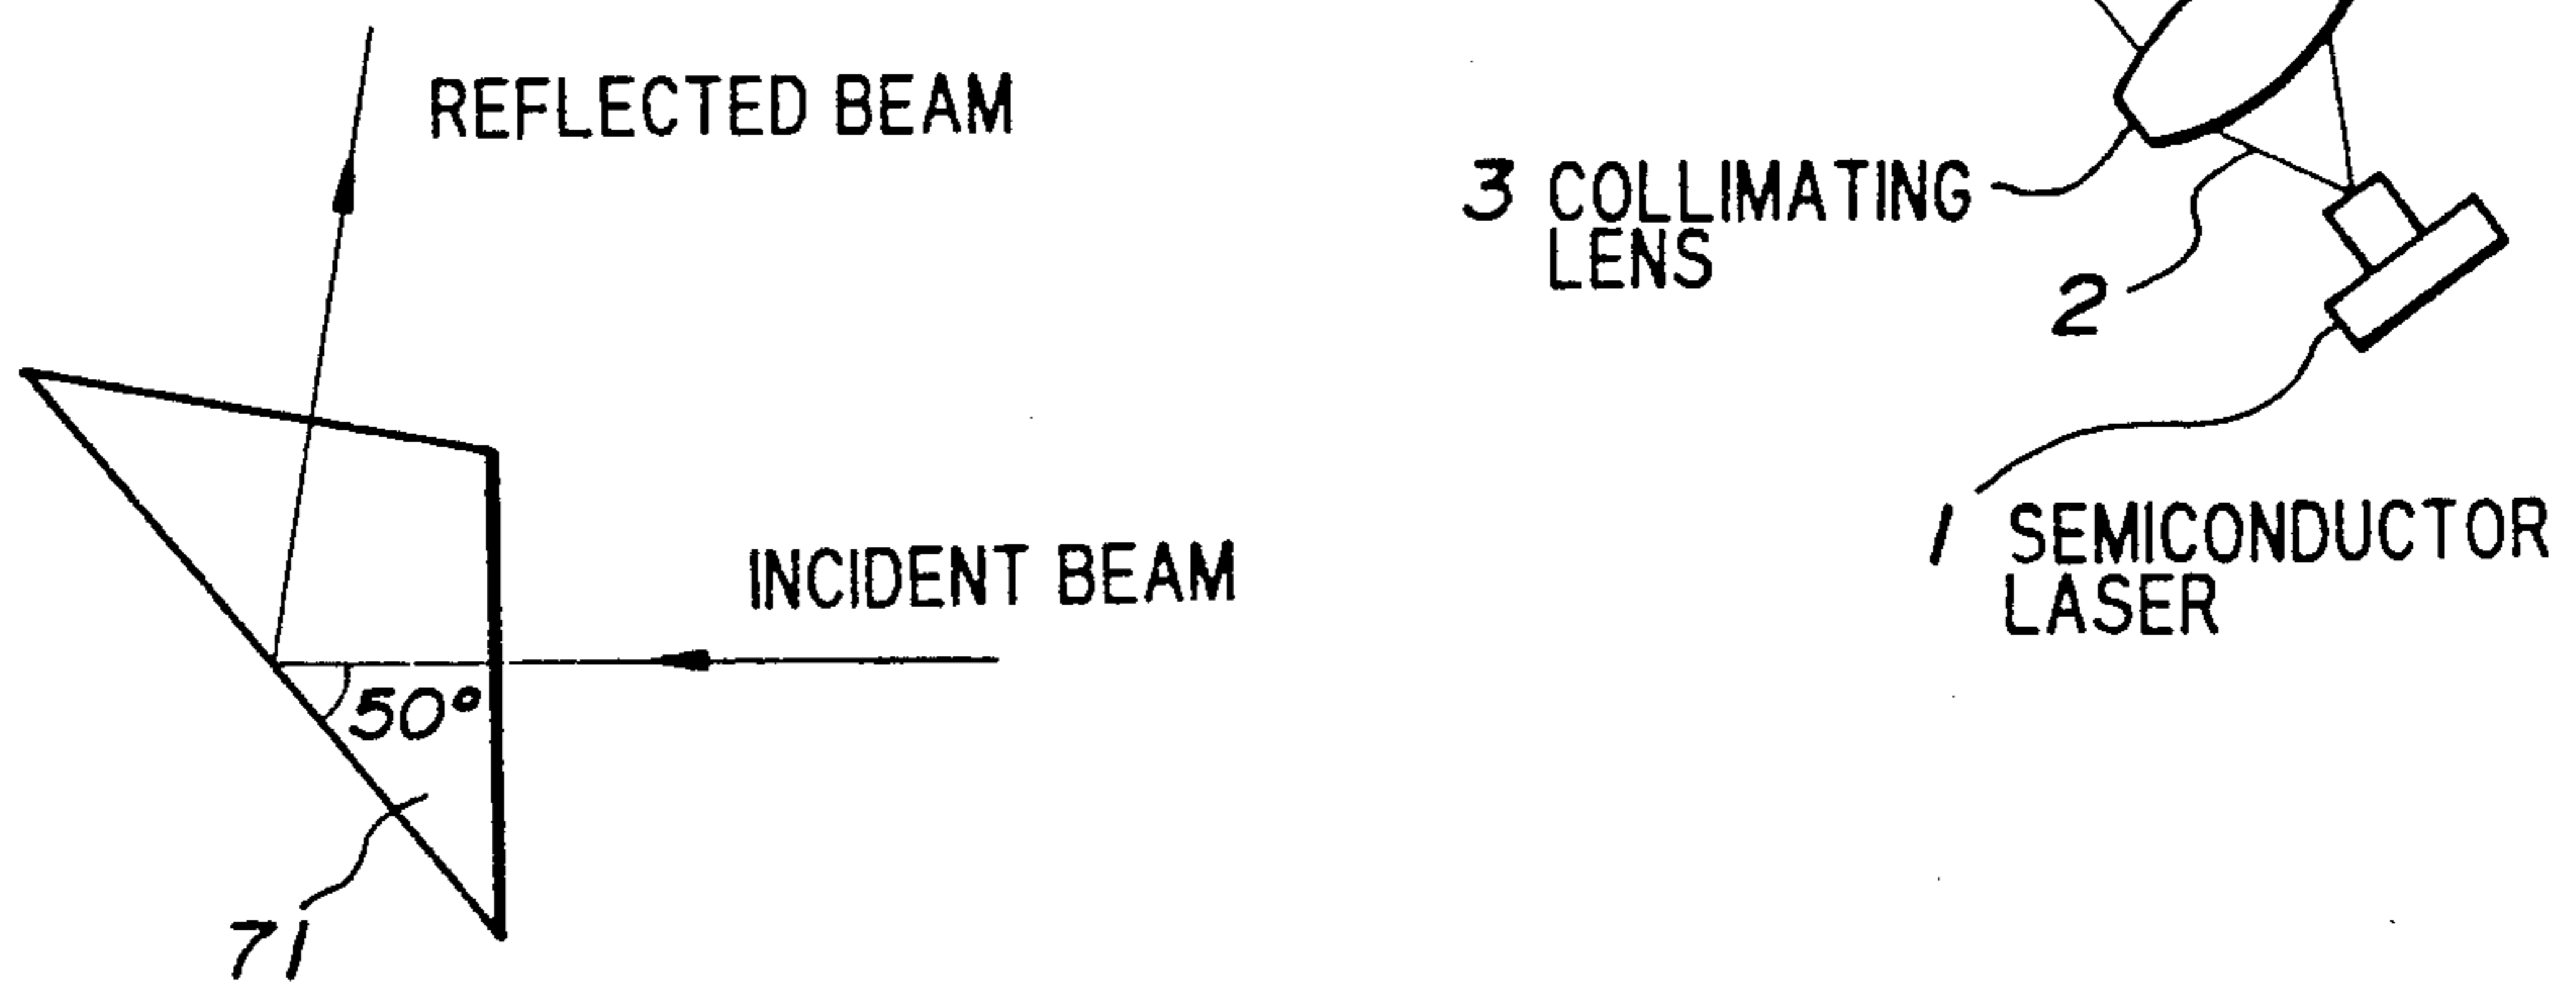 REFLECTED BEAM
3 COLLIMATING
LENS
2
1 SEMICONDUCTOR
LASER
INCIDENT BEAM
50°
71